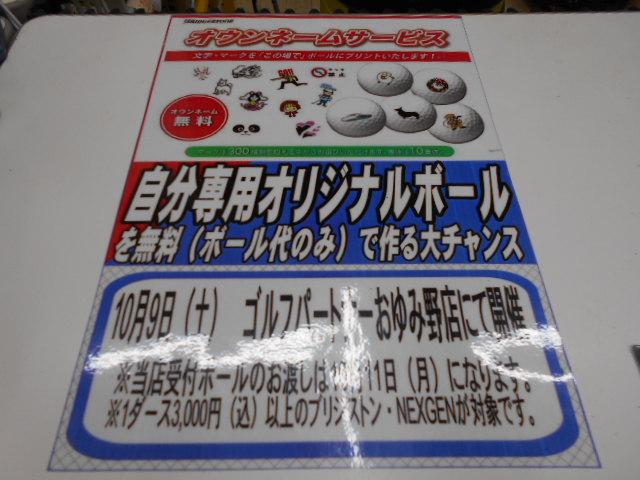 BRIDGESTONE
オウンネームサービス
文字・マークを「この場で」ボールにプリントいたします!
オウンネーム
無料
自分専用オリジナルボール
を無料(ボール代のみ)で作る大チャンス
10月9日(土) ゴルフパートナーおゆみ野店にて開催
※当店受付ボールのお渡しは10月11日(月)になります。
※1ダース3,000円(込)以上のブリジストン・NEXGENが対象です。